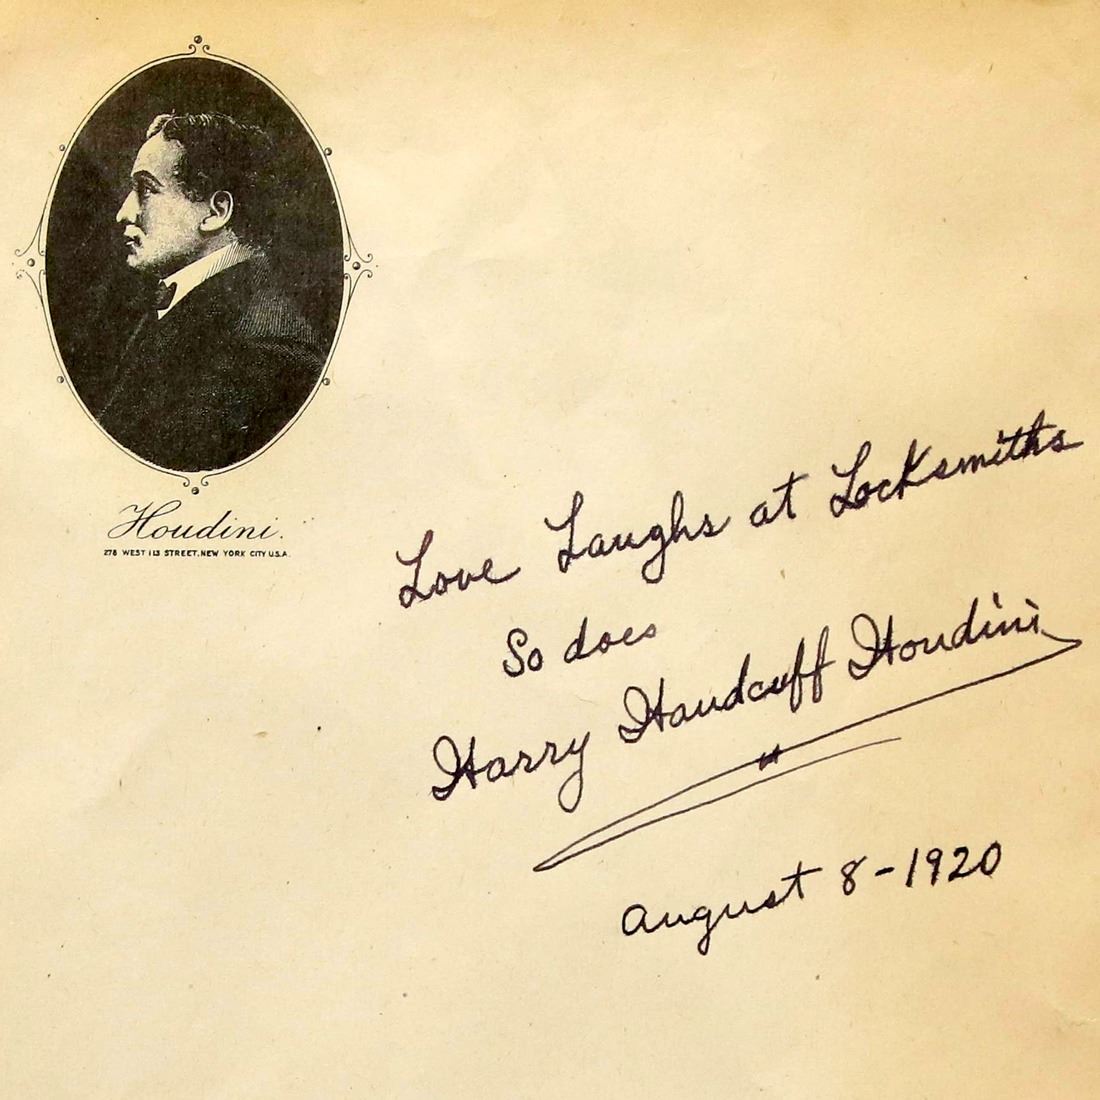 Houdini.
278 WEST 113 STREET, NEW YORK CITY U.S.A.
Love Laughs at Locksmiths
So does
Harry Handcuff Houdini
August 8-1920